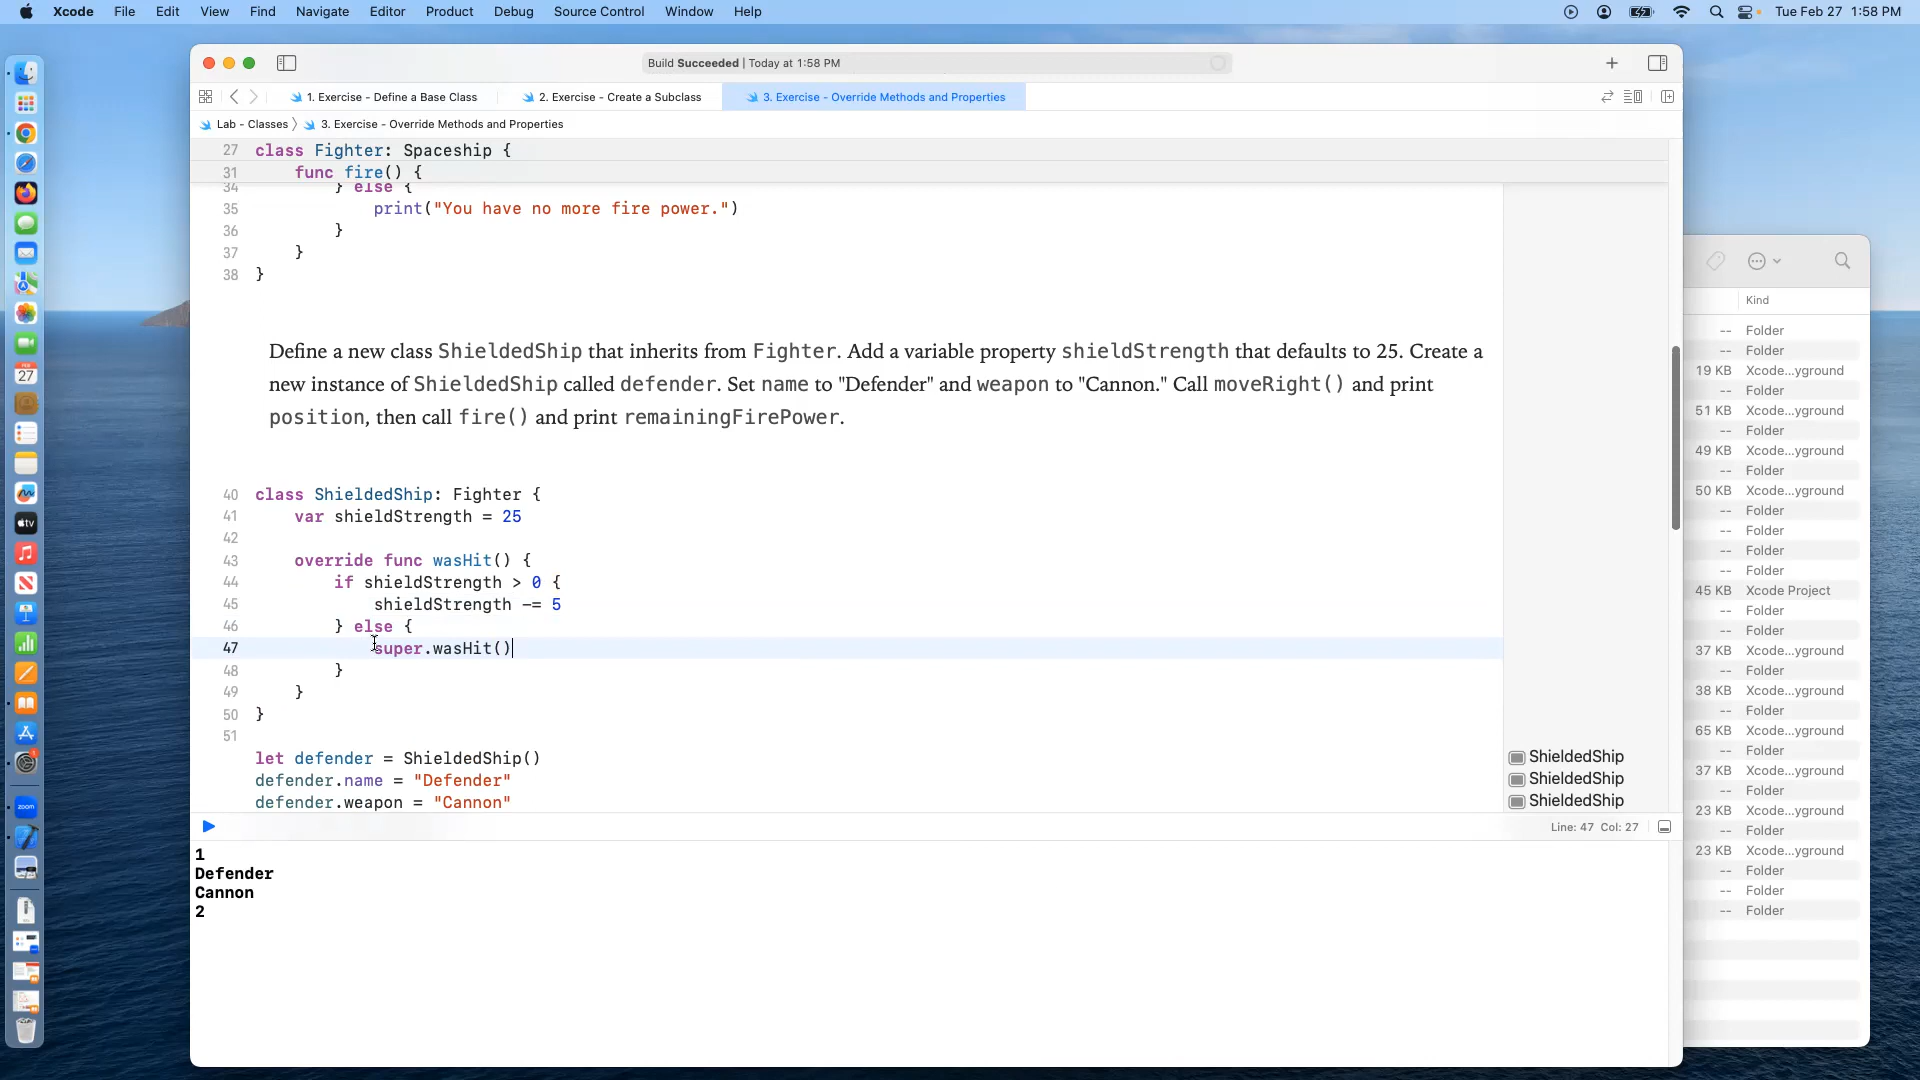 Xcode File Edit View Find Navigate Editor Product Debug Source Control Window Help Tue Feb 27 1:58 PM
Build Succeeded | Today at 1:58 PM
1. Exercise - Define a Base Class 2. Exercise - Create a Subclass 3. Exercise - Override Methods and Properties
Lab - Classes 3. Exercise - Override Methods and Properties
27 class Fighter: Spaceship {
31 func fire() {
34 } else {
35 print("You have no more fire power.")
36 }
37 }
38 }
Define a new class ShieldedShip that inherits from Fighter. Add a variable property shieldStrength that defaults to 25. Create a
new instance of ShieldedShip called defender. Set name to "Defender" and weapon to "Cannon." Call moveRight() and print
position, then call fire() and print remainingFirePower.
40 class ShieldedShip: Fighter {
41 var shieldStrength = 25
42
43 override func wasHit() {
44 if shieldStrength > 0 {
45 shieldStrength -= 5
46 } else {
47 super.wasHit()
48 }
49 }
50 }
51
let defender = ShieldedShip()
defender.name = "Defender"
defender.weapon = "Cannon"
ShieldedShip
ShieldedShip
ShieldedShip
Line: 47 Col: 27
1
Defender
Cannon
2
Kind
-- Folder
-- Folder
19 KB Xcode...yground
-- Folder
51 KB Xcode...yground
-- Folder
49 KB Xcode...yground
-- Folder
50 KB Xcode...yground
-- Folder
-- Folder
-- Folder
-- Folder
45 KB Xcode Project
-- Folder
-- Folder
37 KB Xcode...yground
-- Folder
38 KB Xcode...yground
-- Folder
65 KB Xcode...yground
-- Folder
37 KB Xcode...yground
-- Folder
23 KB Xcode...yground
-- Folder
23 KB Xcode...yground
-- Folder
-- Folder
-- Folder
27
tv
zoom